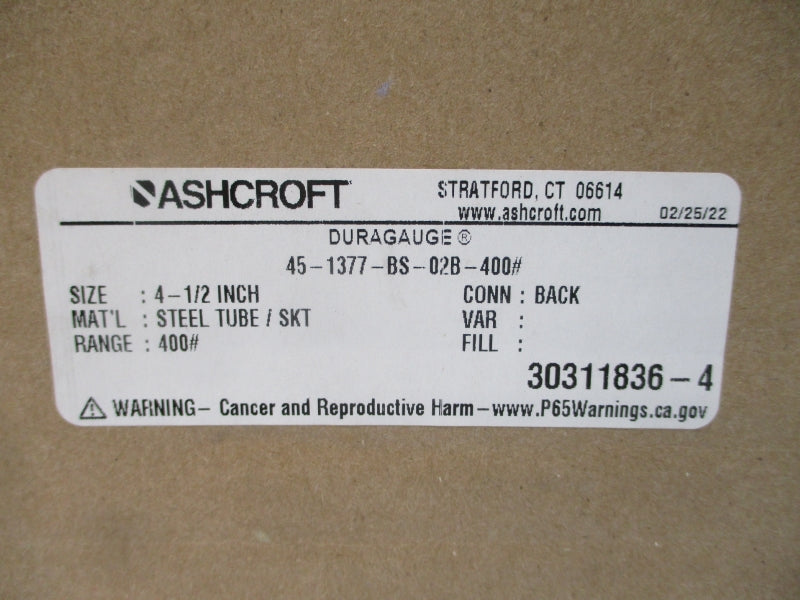 ASHCROFT
STRATFORD, CT 06614
www.ashcroft.com
02/25/22
DURAGAUGE®
45-1377-BS-02B-400#
SIZE : 4-1/2 INCH
CONN : BACK
MAT'L : STEEL TUBE / SKT
VAR :
RANGE : 400#
FILL :
30311836-4
⚠ WARNING- Cancer and Reproductive Harm-www.P65Warnings.ca.gov